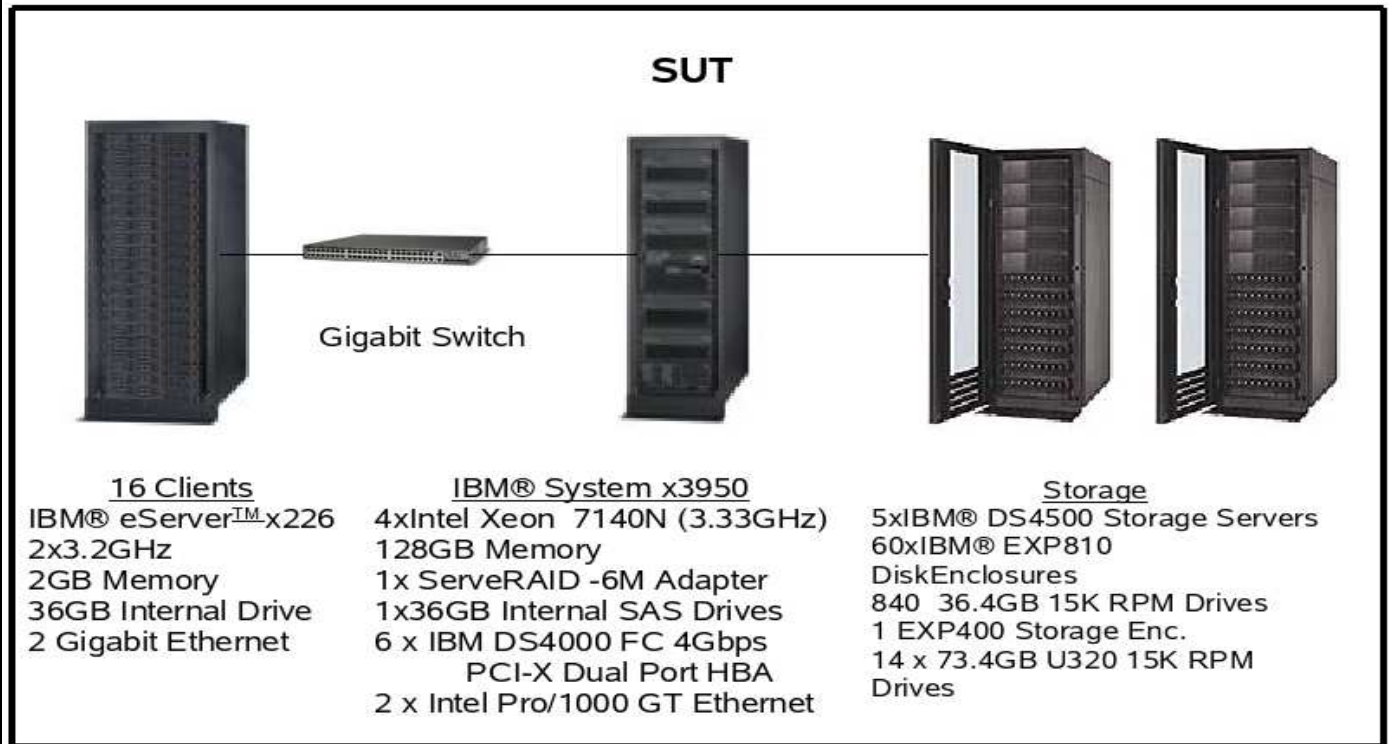 SUT
Gigabit Switch
16 Clients
IBM® eServer™ x226
2x3.2GHz
2GB Memory
36GB Internal Drive
2 Gigabit Ethernet
IBM® System x3950
4xIntel Xeon 7140N (3.33GHz)
128GB Memory
1x ServeRAID -6M Adapter
1x36GB Internal SAS Drives
6 x IBM DS4000 FC 4Gbps
PCI-X Dual Port HBA
2 x Intel Pro/1000 GT Ethernet
Storage
5xIBM® DS4500 Storage Servers
60xIBM® EXP810
DiskEnclosures
840 36.4GB 15K RPM Drives
1 EXP400 Storage Enc.
14 x 73.4GB U320 15K RPM
Drives